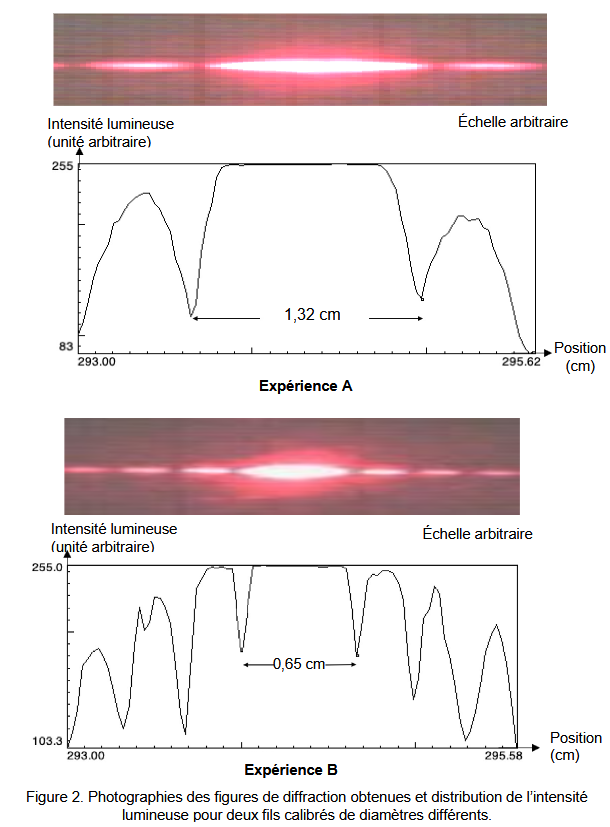 Intensité lumineuse
(unité arbitraire)
Échelle arbitraire
255
1,32 cm
83
293.00
295.62
Position
(cm)
Expérience A
Intensité lumineuse
(unité arbitraire)
Échelle arbitraire
255.0
0,65 cm
103.3
293.00
295.58
Position
(cm)
Expérience B
Figure 2. Photographies des figures de diffraction obtenues et distribution de l'intensité
lumineuse pour deux fils calibrés de diamètres différents.